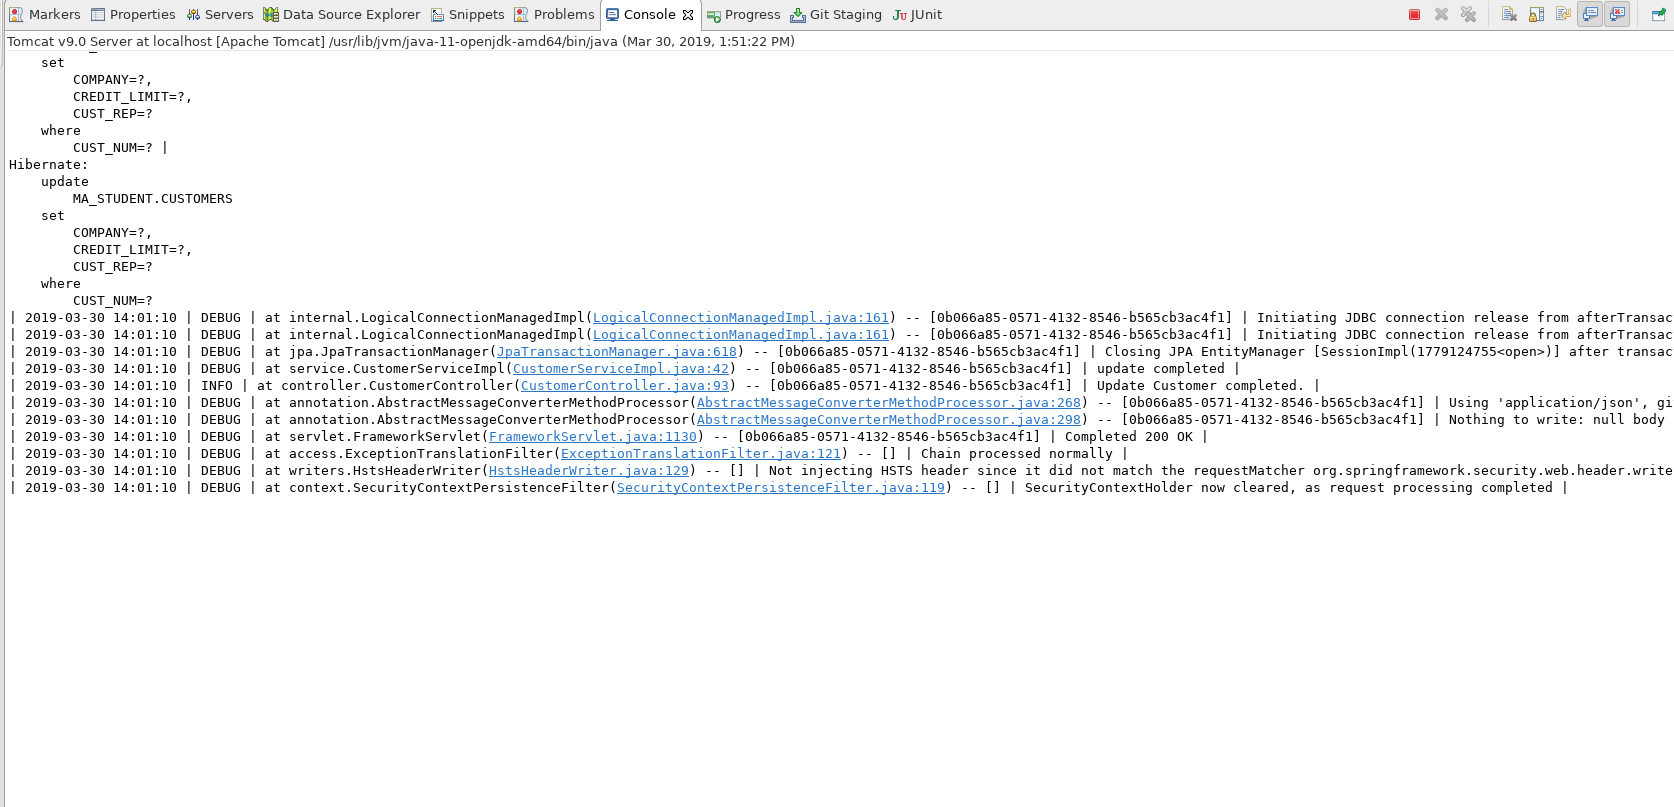 Markers Properties Servers Data Source Explorer Snippets Problems Console Progress Git Staging JUnit
Tomcat v9.0 Server at localhost [Apache Tomcat] /usr/lib/jvm/java-11-openjdk-amd64/bin/java (Mar 30, 2019, 1:51:22 PM)
set
COMPANY=?,
CREDIT_LIMIT=?,
CUST_REP=?
where
CUST_NUM=? |
Hibernate:
update
MA_STUDENT.CUSTOMERS
set
COMPANY=?,
CREDIT_LIMIT=?,
CUST_REP=?
where
CUST_NUM=?
| 2019-03-30 14:01:10 | DEBUG | at internal.LogicalConnectionManagedImpl(LogicalConnectionManagedImpl.java:161) -- [0b066a85-0571-4132-8546-b565cb3ac4f1] | Initiating JDBC connection release from afterTransac
| 2019-03-30 14:01:10 | DEBUG | at internal.LogicalConnectionManagedImpl(LogicalConnectionManagedImpl.java:161) -- [0b066a85-0571-4132-8546-b565cb3ac4f1] | Initiating JDBC connection release from afterTransac
| 2019-03-30 14:01:10 | DEBUG | at jpa.JpaTransactionManager(JpaTransactionManager.java:618) -- [0b066a85-0571-4132-8546-b565cb3ac4f1] | Closing JPA EntityManager [SessionImpl(1779124755<open>)] after transac
| 2019-03-30 14:01:10 | DEBUG | at service.CustomerServiceImpl(CustomerServiceImpl.java:42) -- [0b066a85-0571-4132-8546-b565cb3ac4f1] | update completed |
| 2019-03-30 14:01:10 | INFO | at controller.CustomerController(CustomerController.java:93) -- [0b066a85-0571-4132-8546-b565cb3ac4f1] | Update Customer completed. |
| 2019-03-30 14:01:10 | DEBUG | at annotation.AbstractMessageConverterMethodProcessor(AbstractMessageConverterMethodProcessor.java:268) -- [0b066a85-0571-4132-8546-b565cb3ac4f1] | Using 'application/json', gi
| 2019-03-30 14:01:10 | DEBUG | at annotation.AbstractMessageConverterMethodProcessor(AbstractMessageConverterMethodProcessor.java:298) -- [0b066a85-0571-4132-8546-b565cb3ac4f1] | Nothing to write: null body
| 2019-03-30 14:01:10 | DEBUG | at servlet.FrameworkServlet(FrameworkServlet.java:1130) -- [0b066a85-0571-4132-8546-b565cb3ac4f1] | Completed 200 OK |
| 2019-03-30 14:01:10 | DEBUG | at access.ExceptionTranslationFilter(ExceptionTranslationFilter.java:121) -- [] | Chain processed normally |
| 2019-03-30 14:01:10 | DEBUG | at writers.HstsHeaderWriter(HstsHeaderWriter.java:129) -- [] | Not injecting HSTS header since it did not match the requestMatcher org.springframework.security.web.header.write
| 2019-03-30 14:01:10 | DEBUG | at context.SecurityContextPersistenceFilter(SecurityContextPersistenceFilter.java:119) -- [] | SecurityContextHolder now cleared, as request processing completed |